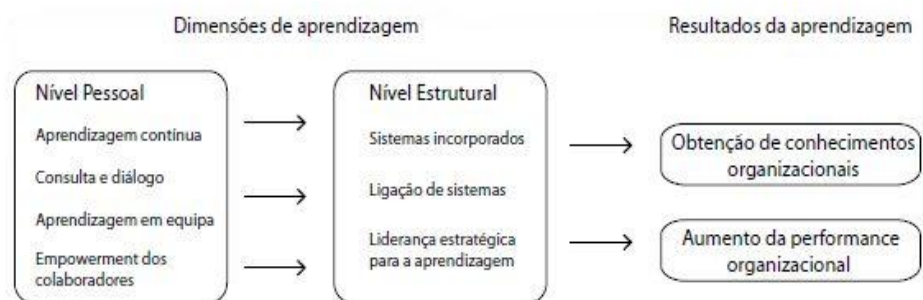 Dimensões de aprendizagem
Resultados da aprendizagem
Nível Pessoal
Aprendizagem contínua
Consulta e diálogo
Aprendizagem em equipa
Empowerment dos
colaboradores
Nível Estrutural
Sistemas incorporados
Ligação de sistemas
Liderança estratégica
para a aprendizagem
Obtenção de conhecimentos
organizacionais
Aumento da performance
organizacional